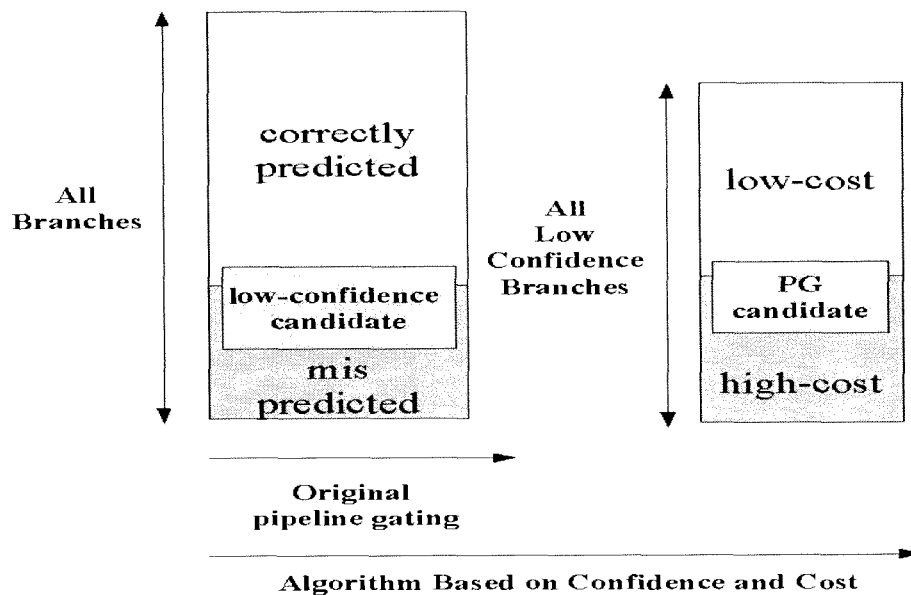 correctly
predicted
All
Branches
low-confidence
candidate
mis
predicted
All
Low
Confidence
Branches
low-cost
PG
candidate
high-cost
Original
pipeline gating
Algorithm Based on Confidence and Cost